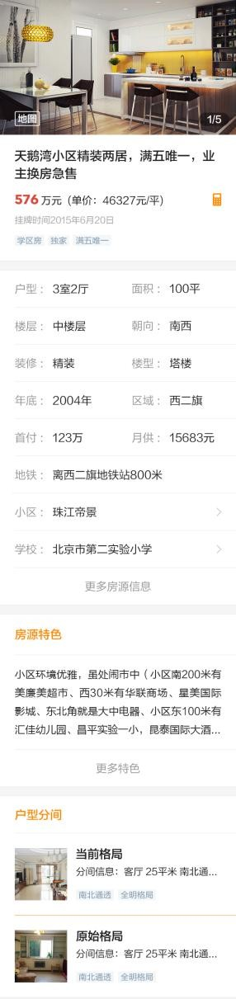 地图
1/5
天鹅湾小区精装两居，满五唯一，业
主换房急售
576 万元（单价：46327元/平）
挂牌时间2015年6月20日
学区房 独家 满五唯一
户型： 3室2厅 面积： 100平
楼层： 中楼层 朝向： 南西
装修： 精装 楼型： 塔楼
年底： 2004年 区域： 西二旗
首付： 123万 月供： 15683元
地铁： 离西二旗地铁站800米
小区： 珠江帝景
学校： 北京市第二实验小学
更多房源信息
房源特色
小区环境优雅，虽处闹市中（小区南200米有
美廉美超市、西30米有华联商场、星美国际
影城、东北角就是大中电器、小区东100米有
汇佳幼儿园、昌平实验一小，昆泰国际大酒...
更多特色
户型分间
当前格局
分间信息：客厅 25平米 南北通...
南北通透 全明格局
原始格局
分间信息：客厅 25平米 南北通...
南北通透 全明格局